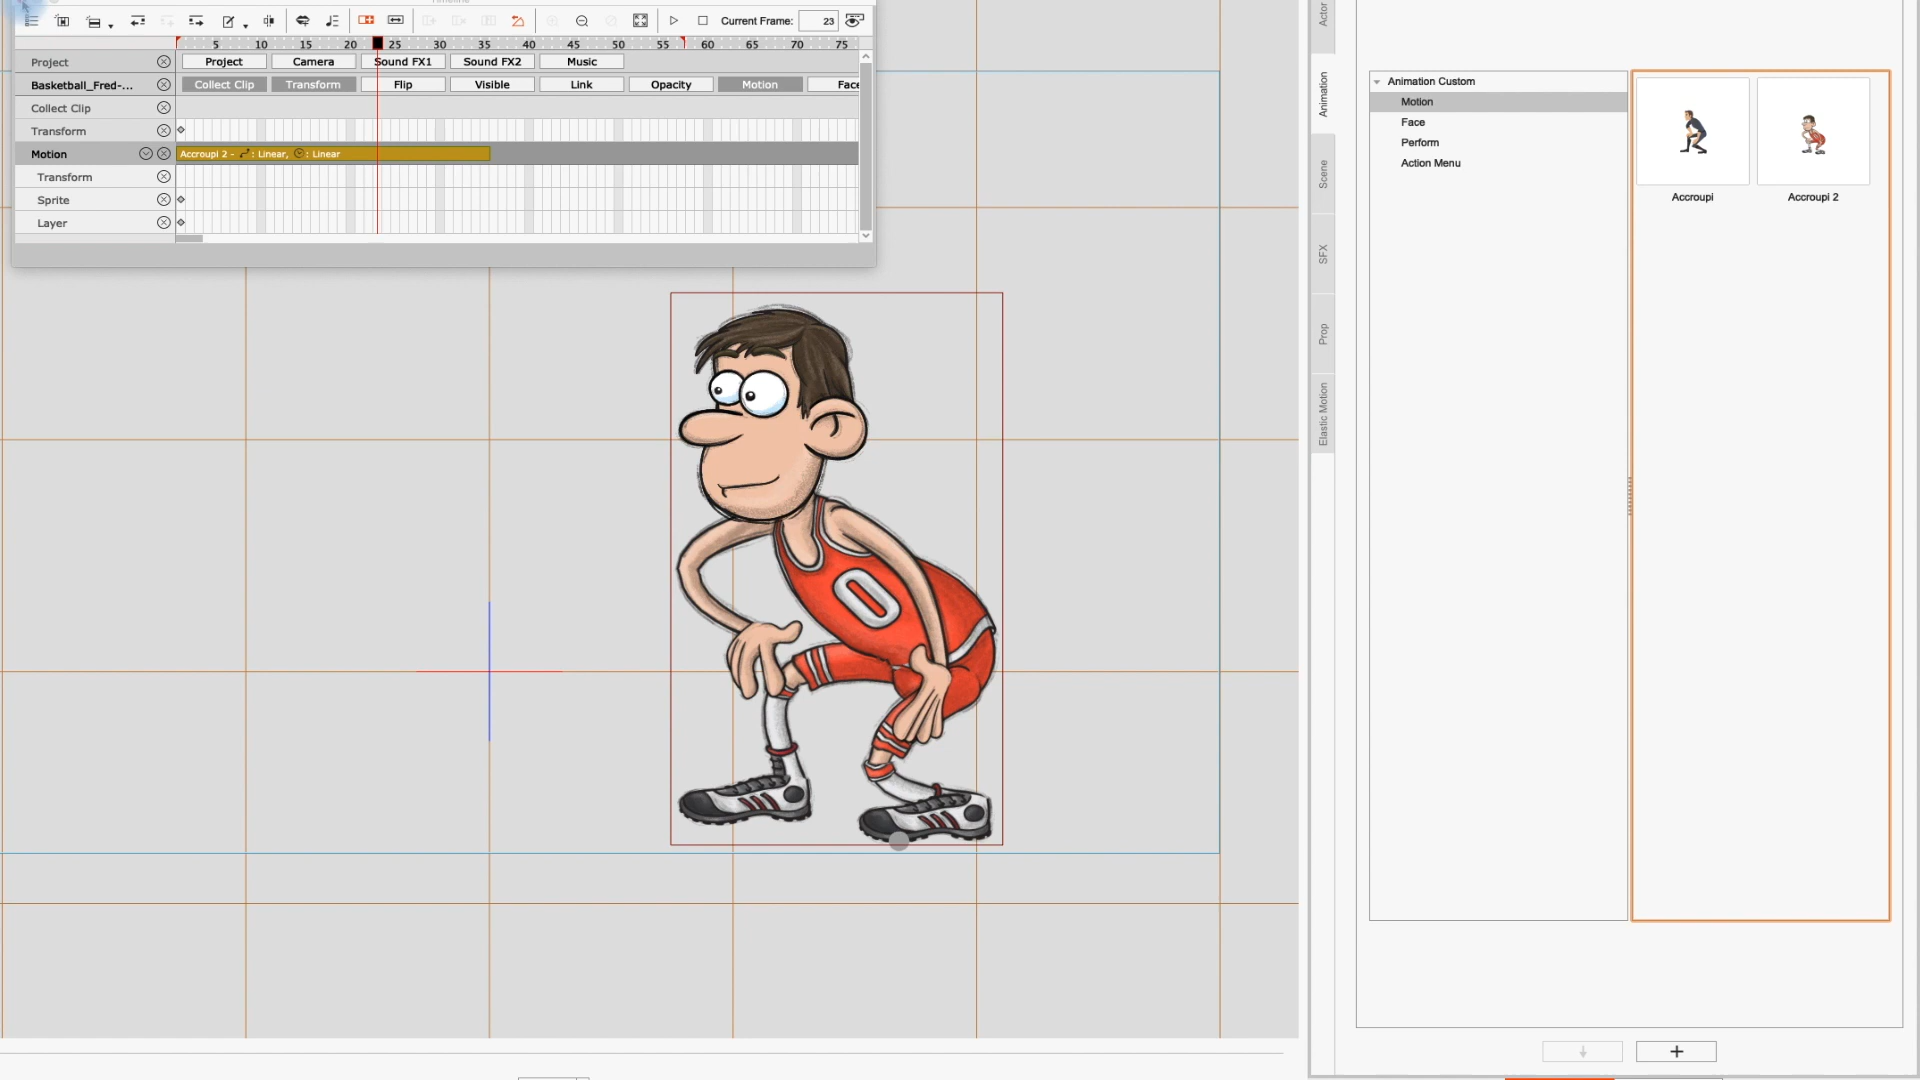 Timeline
Current Frame: 23
5 10 15 20 25 30 35 40 45 50 55 60 65 70 75
Project Project Camera Sound FX1 Sound FX2 Music
Basketball_Fred-... Collect Clip Transform Flip Visible Link Opacity Motion Face
Collect Clip
Transform
Motion Accroupi 2 - : Linear, : Linear
Transform
Sprite
Layer
0
Actor
Animation
Scene
SFX
Prop
Elastic Motion
Animation Custom
Motion
Face
Perform
Action Menu
Accroupi Accroupi 2